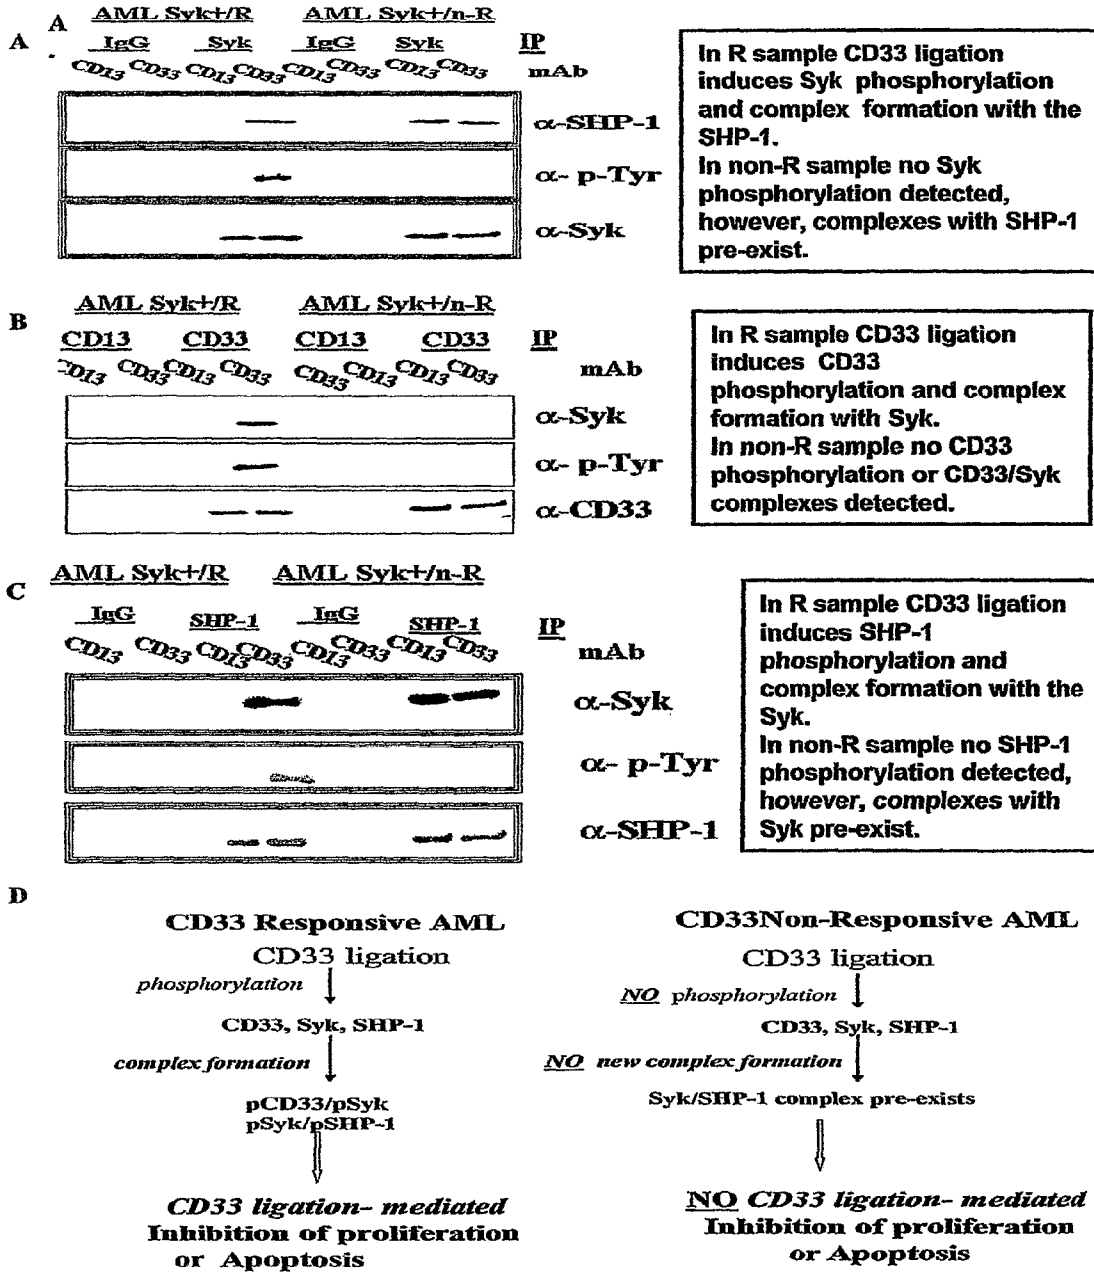 A
AML Syk+/R AML Syk+/n-R
A
IgG Syk IgG Syk IP
CD13 CD33 CD13 CD33 CD13 CD33 CD13 CD33 mAb
α-SHP-1
α- p-Tyr
α-Syk
In R sample CD33 ligation
induces Syk phosphorylation
and complex formation with the
SHP-1.
In non-R sample no Syk
phosphorylation detected,
however, complexes with SHP-1
pre-exist.
B
AML Syk+/R AML Syk+/n-R
CD13 CD33 CD13 CD33 IP
CD13 CD33 CD13 CD33 CD33 CD13 CD13 CD33 mAb
α-Syk
α- p-Tyr
α-CD33
In R sample CD33 ligation
induces CD33
phosphorylation and complex
formation with Syk.
In non-R sample no CD33
phosphorylation or CD33/Syk
complexes detected.
C
AML Syk+/R AML Syk+/n-R
IgG SHP-1 IgG SHP-1 IP
CD13 CD33 CD13 CD33 CD13 CD33 CD13 CD33 mAb
α-Syk
α- p-Tyr
α-SHP-1
In R sample CD33 ligation
induces SHP-1
phosphorylation and
complex formation with the
Syk.
In non-R sample no SHP-1
phosphorylation detected,
however, complexes with
Syk pre-exist.
D
CD33 Responsive AML
CD33 ligation
phosphorylation
CD33, Syk, SHP-1
complex formation
pCD33/pSyk
pSyk/pSHP-1
CD33 ligation- mediated
Inhibition of proliferation
or Apoptosis
CD33Non-Responsive AML
CD33 ligation
NO phosphorylation
CD33, Syk, SHP-1
NO new complex formation
Syk/SHP-1 complex pre-exists
NO CD33 ligation- mediated
Inhibition of proliferation
or Apoptosis